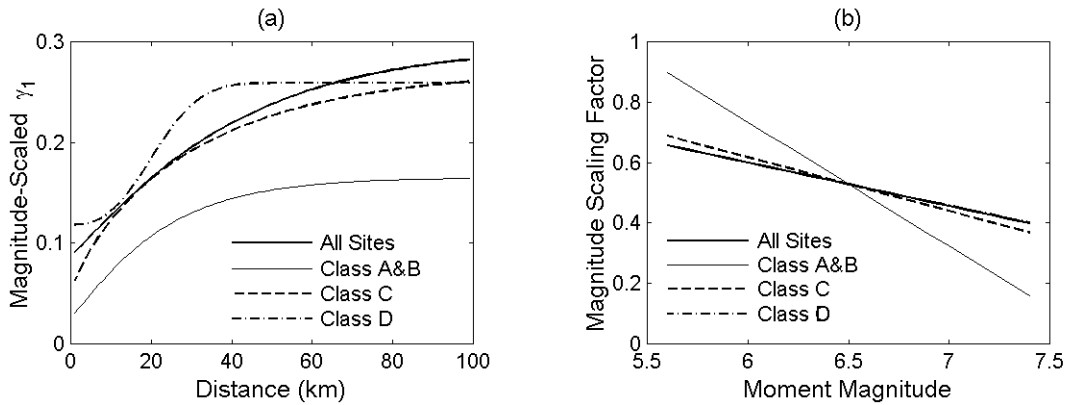 (a)
0.3
0.2
0.1
0
0
20
40
60
80
100
Magnitude-Scaled γ1
Distance (km)
All Sites
Class A&B
Class C
Class D
(b)
1
0.8
0.6
0.4
0.2
0
5.5
6
6.5
7
7.5
Magnitude Scaling Factor
Moment Magnitude
All Sites
Class A&B
Class C
Class D